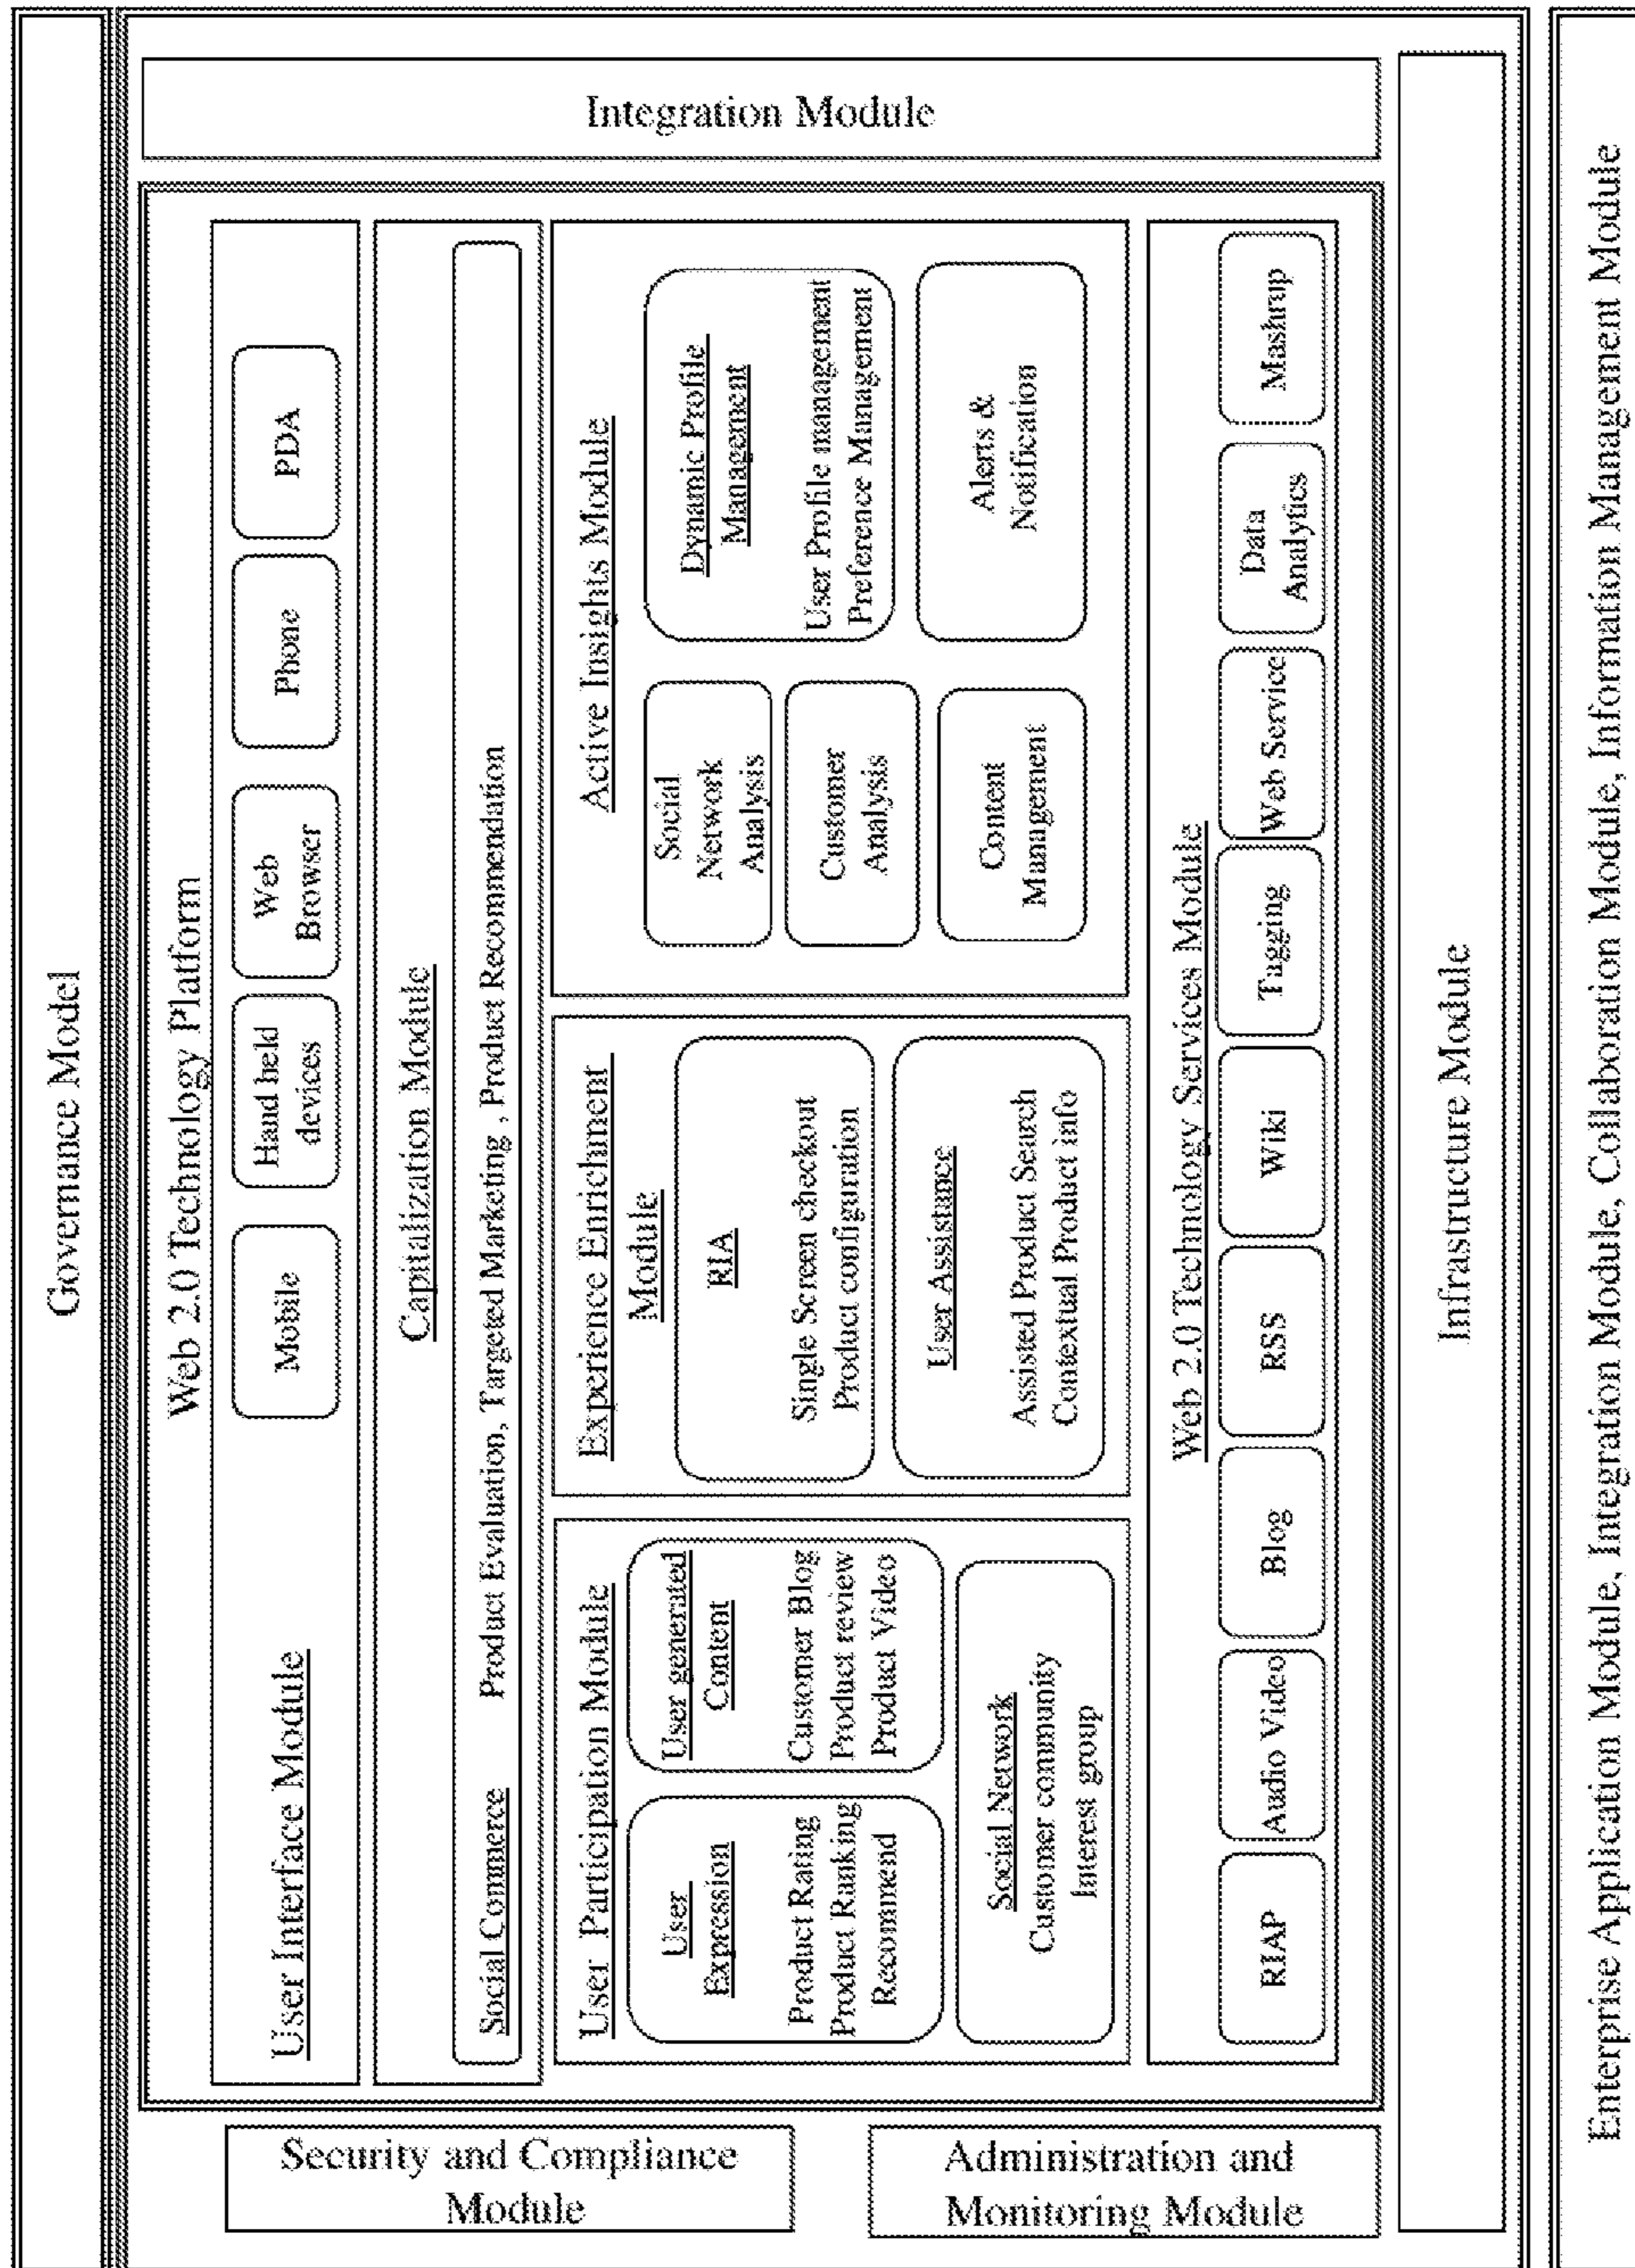 Governance Model
Web 2.0 Technology Platform
User Interface Module
Mobile
Hand held
devices
Web
Browser
Phone
PDA
Capitalization Module
Social Commerce
Product Evaluation, Targeted Marketing , Product Recommendation
User Participation Module
User
Expression
Product Rating
Product Ranking
Recommend
User generated
Content
Customer Blog
Product review
Product Video
Social Network
Customer community
Interest group
Experience Enrichment
Module
RIA
Single Screen checkout
Product configuration
User Assistance
Assisted Product Search
Contextual Product info
Active Insights Module
Social
Network
Analysis
Customer
Analysis
Content
Management
Dynamic Profile
Management
User Profile management
Preference Management
Alerts &
Notification
Web 2.0 Technology Services Module
RIAP
Audio Video
Blog
RSS
Wiki
Tagging
Web Service
Data
Analytics
Mashrup
Security and Compliance
Module
Administration and
Monitoring Module
Integration Module
Infrastructure Module
Enterprise Application Module, Integration Module, Collaboration Module, Information Management Module